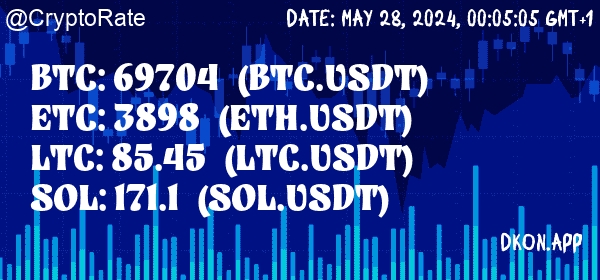 @CryptoRate
DATE: MAY 28, 2024, 00:05:05 GMT+1
BTC: 69704 (BTC.USDT)
ETC: 3898 (ETH.USDT)
LTC: 85.45 (LTC.USDT)
SOL: 171.1 (SOL.USDT)
DKON.APP